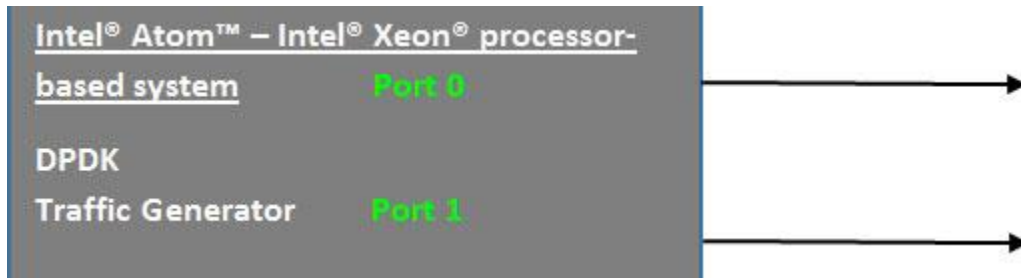 Intel® Atom™ – Intel® Xeon® processor-
based system Port 0
DPDK
Traffic Generator Port 1